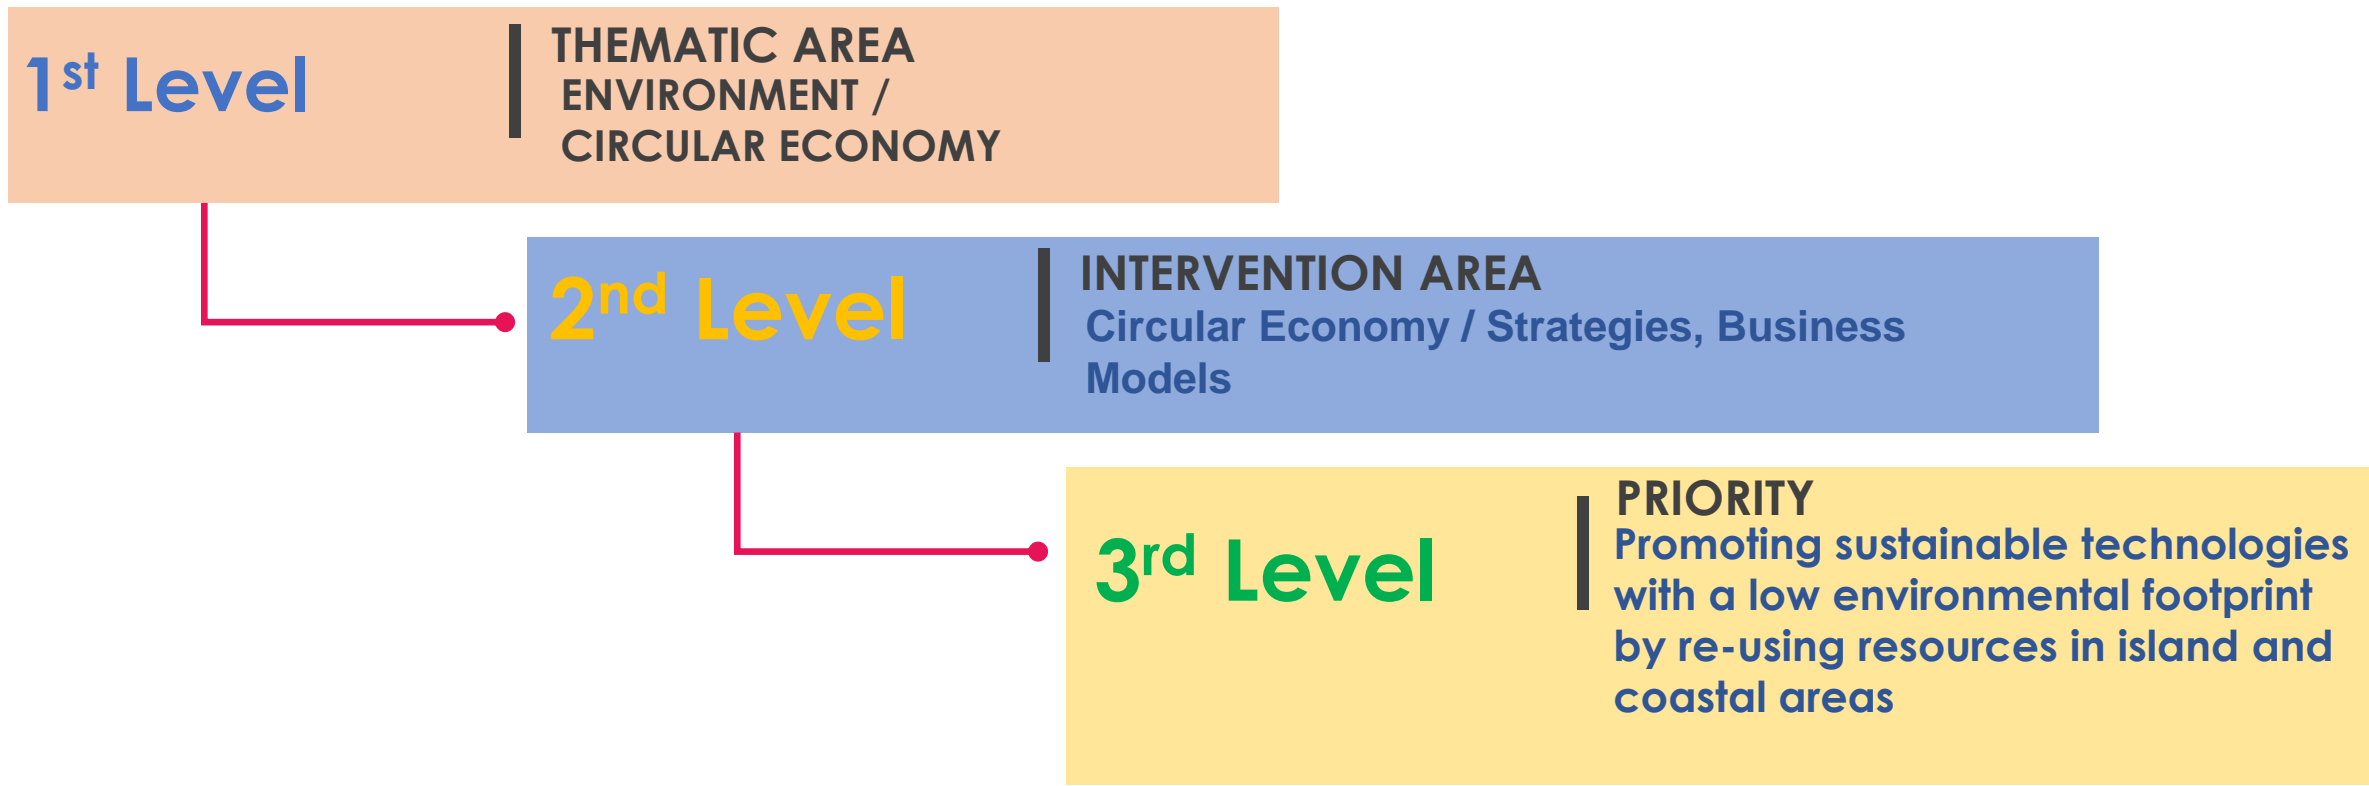 1st Level
THEMATIC AREA
ENVIRONMENT /
CIRCULAR ECONOMY
2nd Level
INTERVENTION AREA
Circular Economy / Strategies, Business
Models
3rd Level
PRIORITY
Promoting sustainable technologies
with a low environmental footprint
by re-using resources in island and
coastal areas